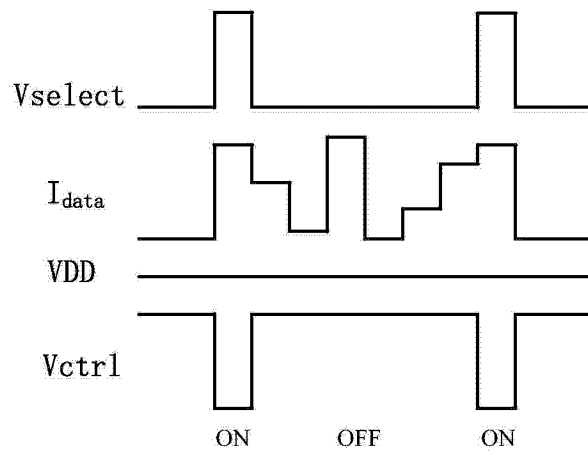 Vselect
Idata
VDD
Vctrl
ON OFF ON